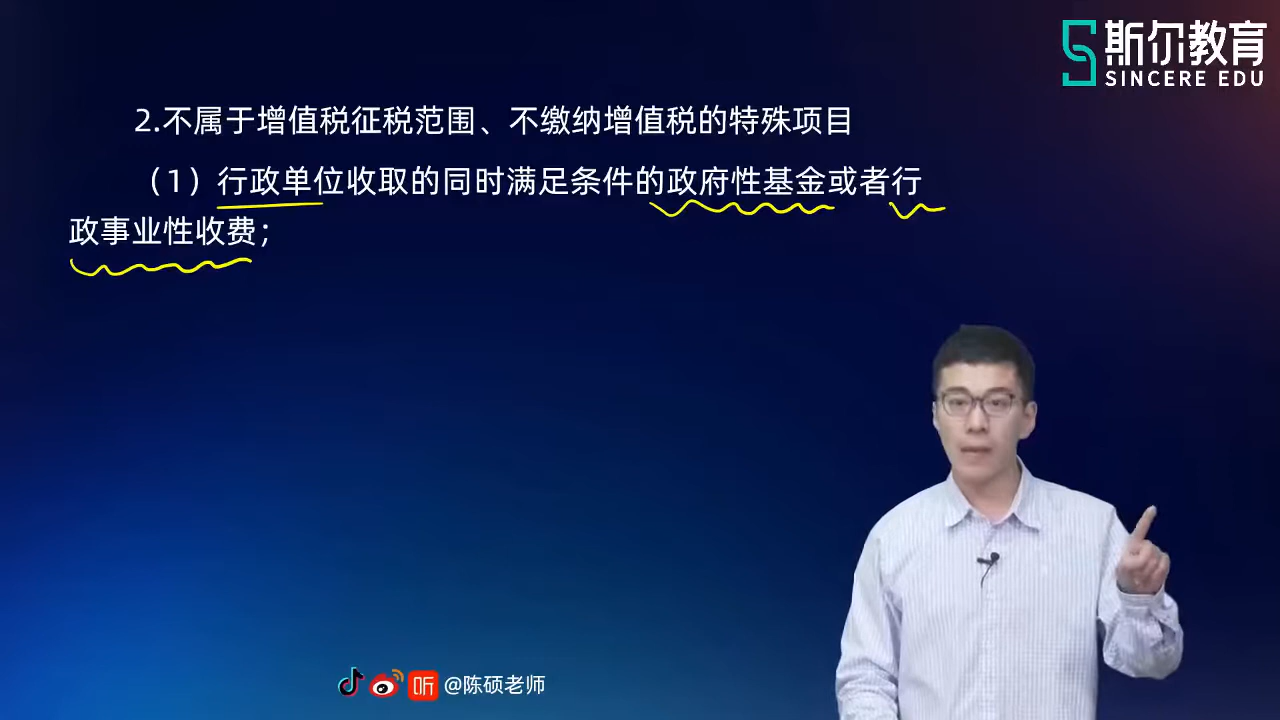 斯尔教育
SINCERE EDU
2.不属于增值税征税范围、不缴纳增值税的特殊项目
（1）行政单位收取的同时满足条件的政府性基金或者行
政事业性收费；
听 @陈硕老师